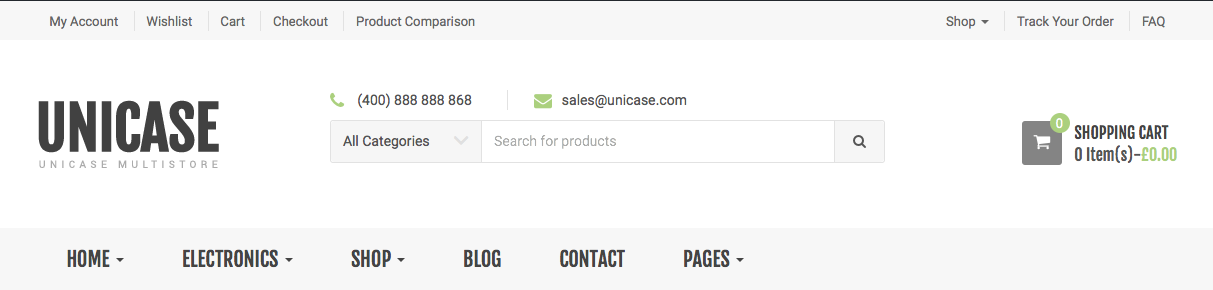 My Account Wishlist Cart Checkout Product Comparison Shop Track Your Order FAQ
UNICASE
UNICASE MULTISTORE
(400) 888 888 868 sales@unicase.com
All Categories Search for products
0
SHOPPING CART
0 Item(s)-£0.00
HOME ELECTRONICS SHOP BLOG CONTACT PAGES